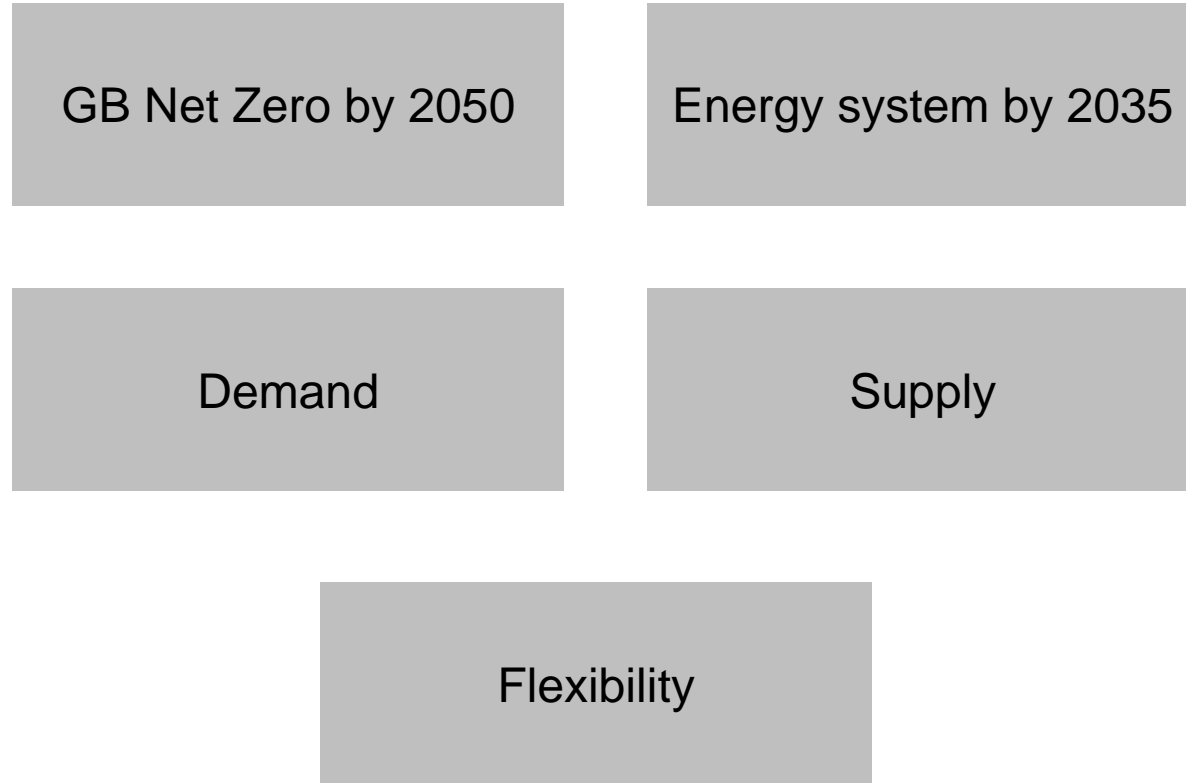 GB Net Zero by 2050
Energy system by 2035
Demand
Supply
Flexibility